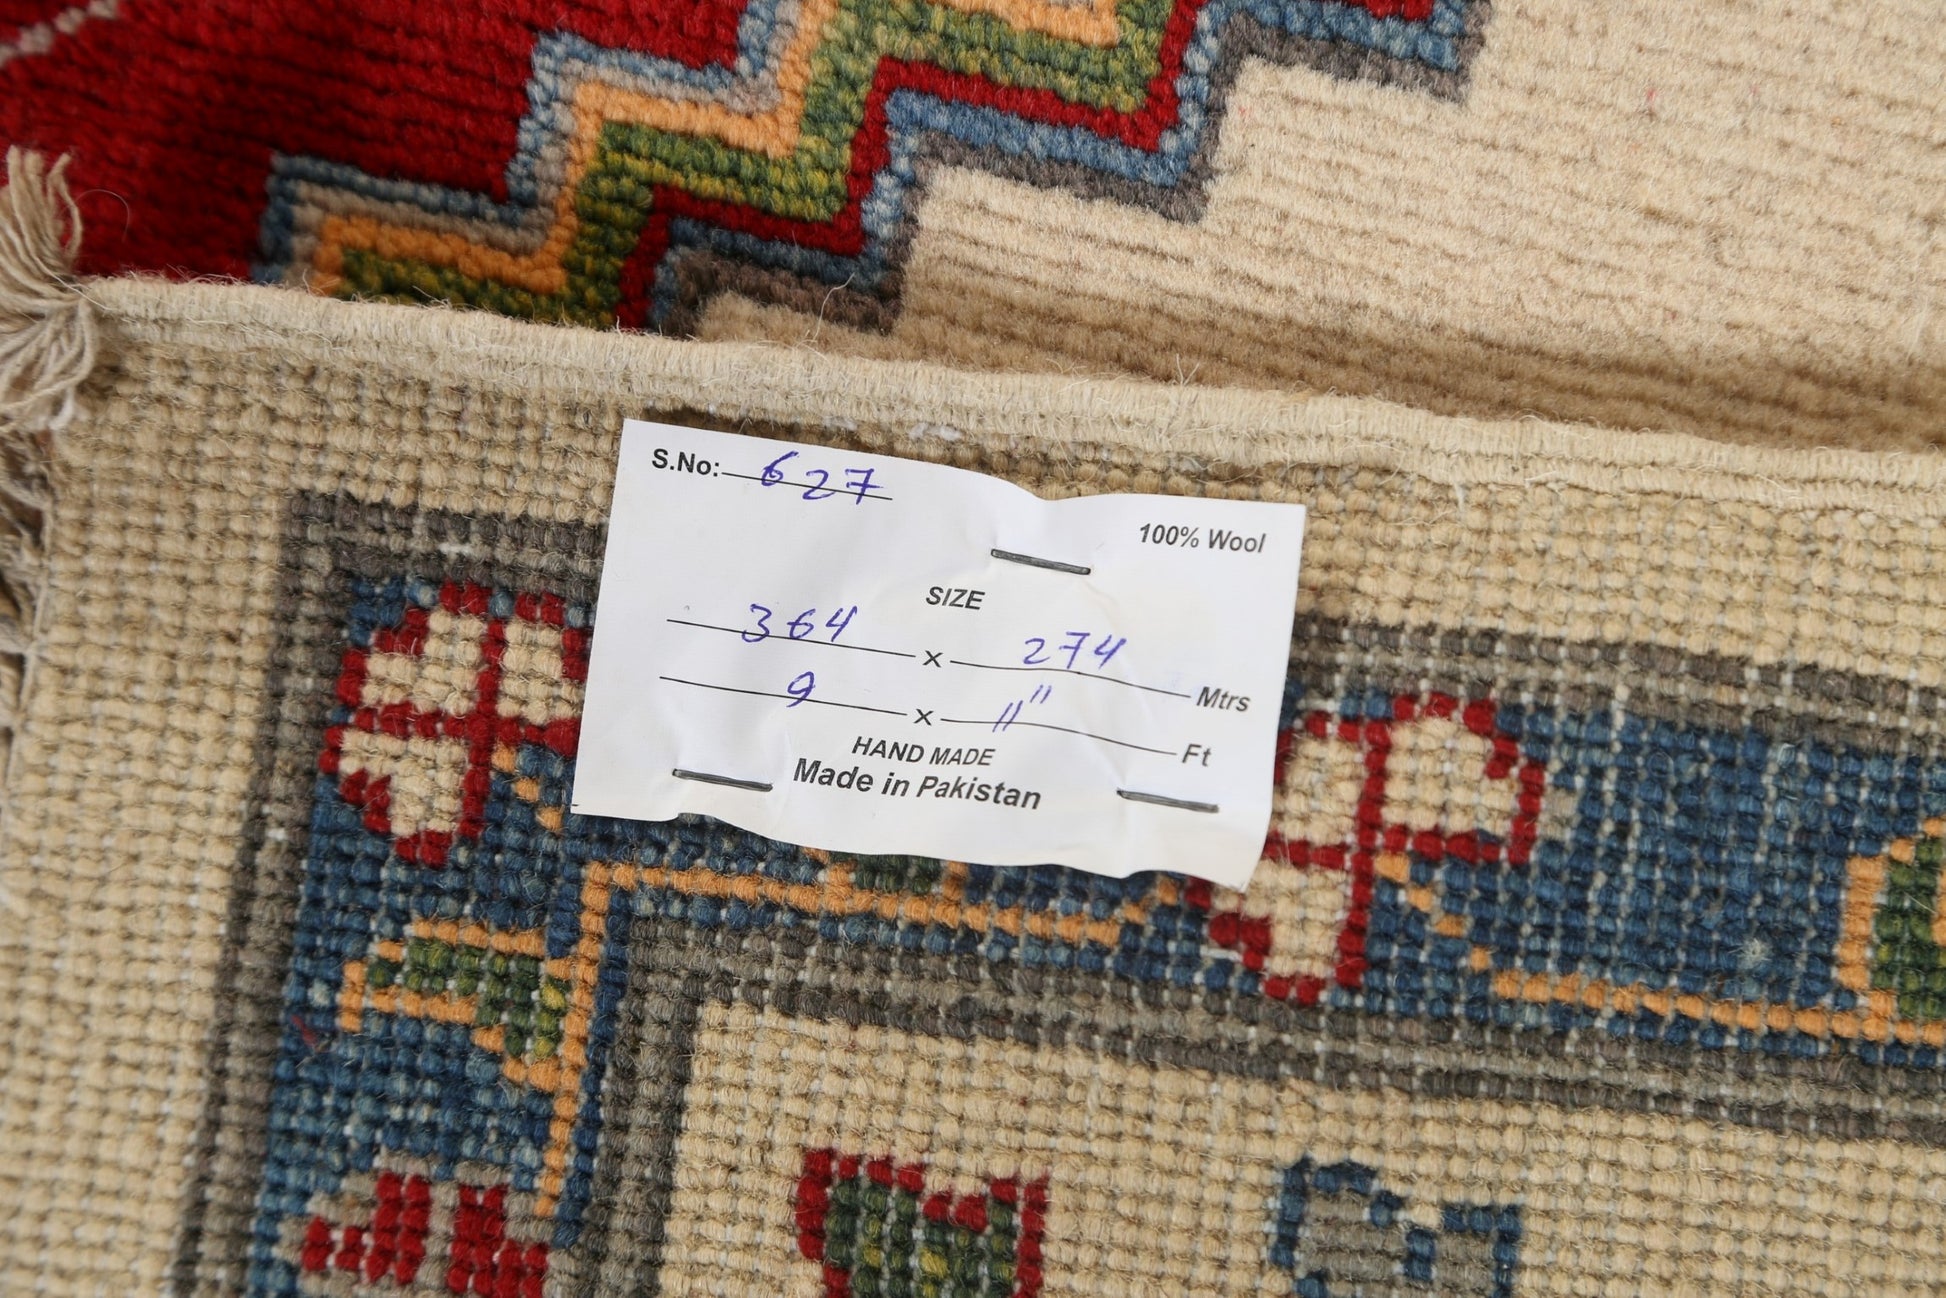 S.No: 627
100% Wool
SIZE
364 x 274 Mtrs
9 x 11" Ft
HAND MADE
Made in Pakistan